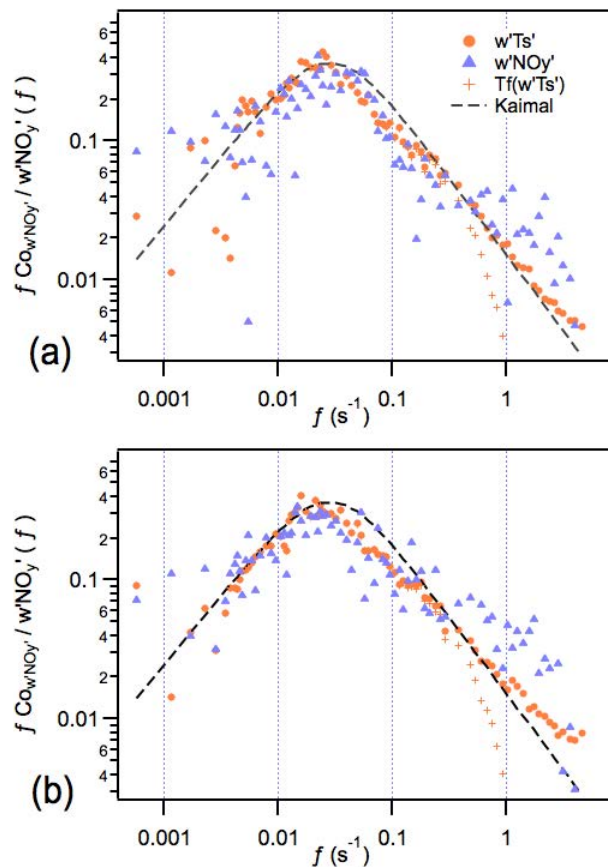 6
4
2
0.1
6
4
2
0.01
6
4
f Co_w'NOy' / w'NO_y' ( f )
w'Ts'
w'NOy'
Tf(w'Ts')
Kaimal
(a)
0.001 0.01 0.1 1
f (s⁻¹)
6
4
2
0.1
6
4
2
0.01
6
4
f Co_w'NOy' / w'NO_y' ( f )
(b)
0.001 0.01 0.1 1
f (s⁻¹)